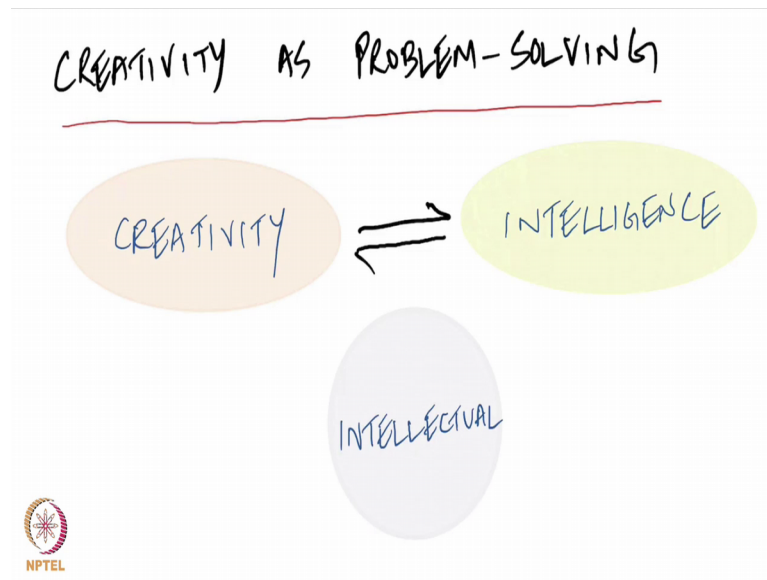 CREATIVITY AS PROBLEM-SOLVING
CREATIVITY
INTELLIGENCE
INTELLECTUAL
NPTEL